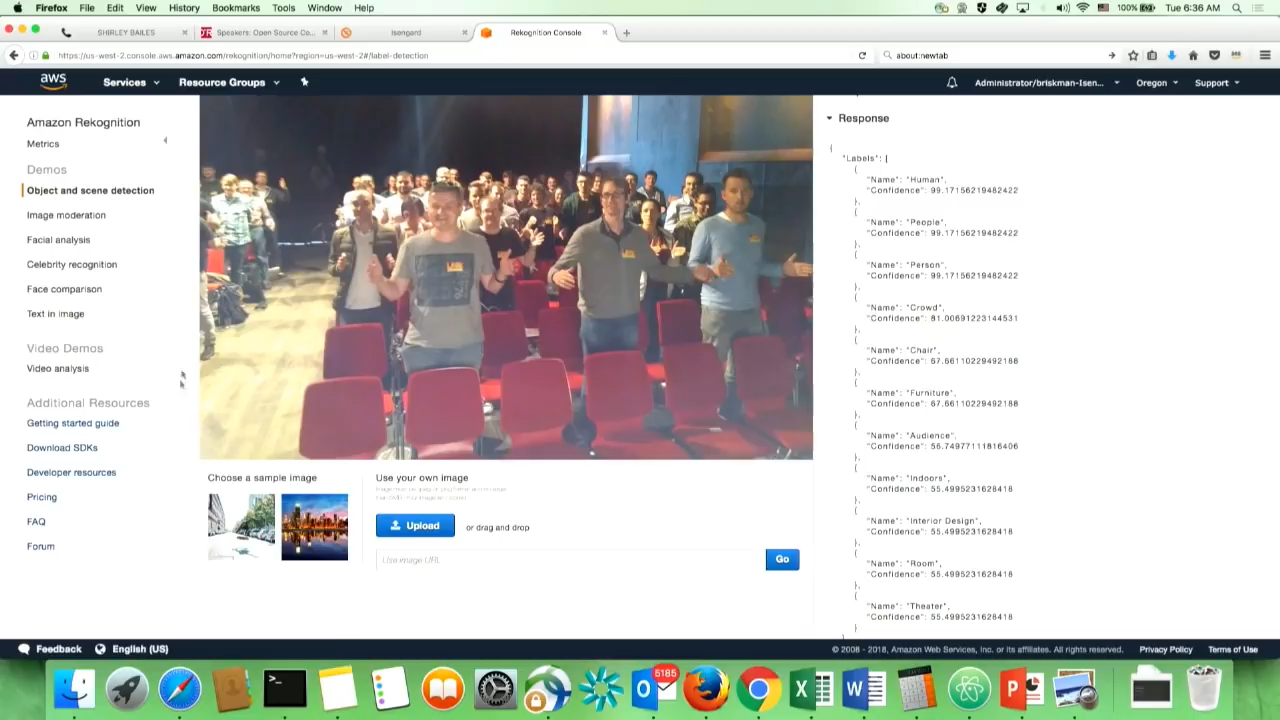 Firefox File Edit View History Bookmarks Tools Window Help
100% Tue 6:36 AM
SHIRLEY BAILES
Speakers: Open Source Co...
Isengard
Rekognition Console
https://us-west-2.console.aws.amazon.com/rekognition/home?region=us-west-2#/label-detection
about:newtab
aws Services Resource Groups
Administrator/briskman-Isen... Oregon Support
Amazon Rekognition
Metrics
Demos
Object and scene detection
Image moderation
Facial analysis
Celebrity recognition
Face comparison
Text in image
Video Demos
Video analysis
Additional Resources
Getting started guide
Download SDKs
Developer resources
Pricing
FAQ
Forum
Choose a sample image
Use your own image
Upload or drag and drop
Use image URL
Go
Response
{
"Labels": [
{
"Name": "Human",
"Confidence": 99.17156219482422
},
{
"Name": "People",
"Confidence": 99.17156219482422
},
{
"Name": "Person",
"Confidence": 99.17156219482422
},
{
"Name": "Crowd",
"Confidence": 81.00691223144531
},
{
"Name": "Chair",
"Confidence": 67.66110229492188
},
{
"Name": "Furniture",
"Confidence": 67.66110229492188
},
{
"Name": "Audience",
"Confidence": 56.74977111816406
},
{
"Name": "Indoors",
"Confidence": 55.4995231628418
},
{
"Name": "Interior Design",
"Confidence": 55.4995231628418
},
{
"Name": "Room",
"Confidence": 55.4995231628418
},
{
"Name": "Theater",
"Confidence": 55.4995231628418
}
Feedback English (US)
© 2008 - 2018, Amazon Web Services, Inc. or its affiliates. All rights reserved. Privacy Policy Terms of Use
5185